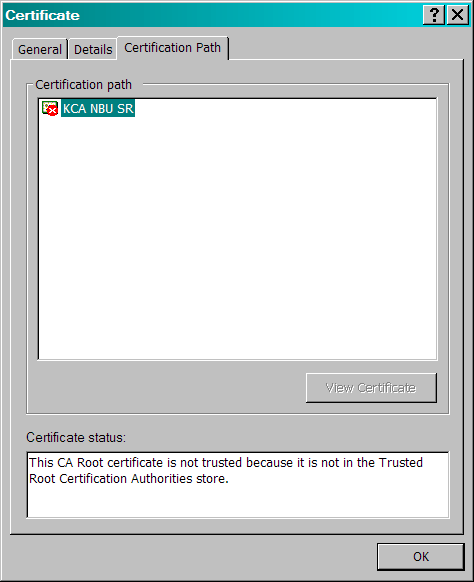 Certificate
General Details Certification Path
Certification path
KCA NBU SR
View Certificate
Certificate status:
This CA Root certificate is not trusted because it is not in the Trusted
Root Certification Authorities store.
OK